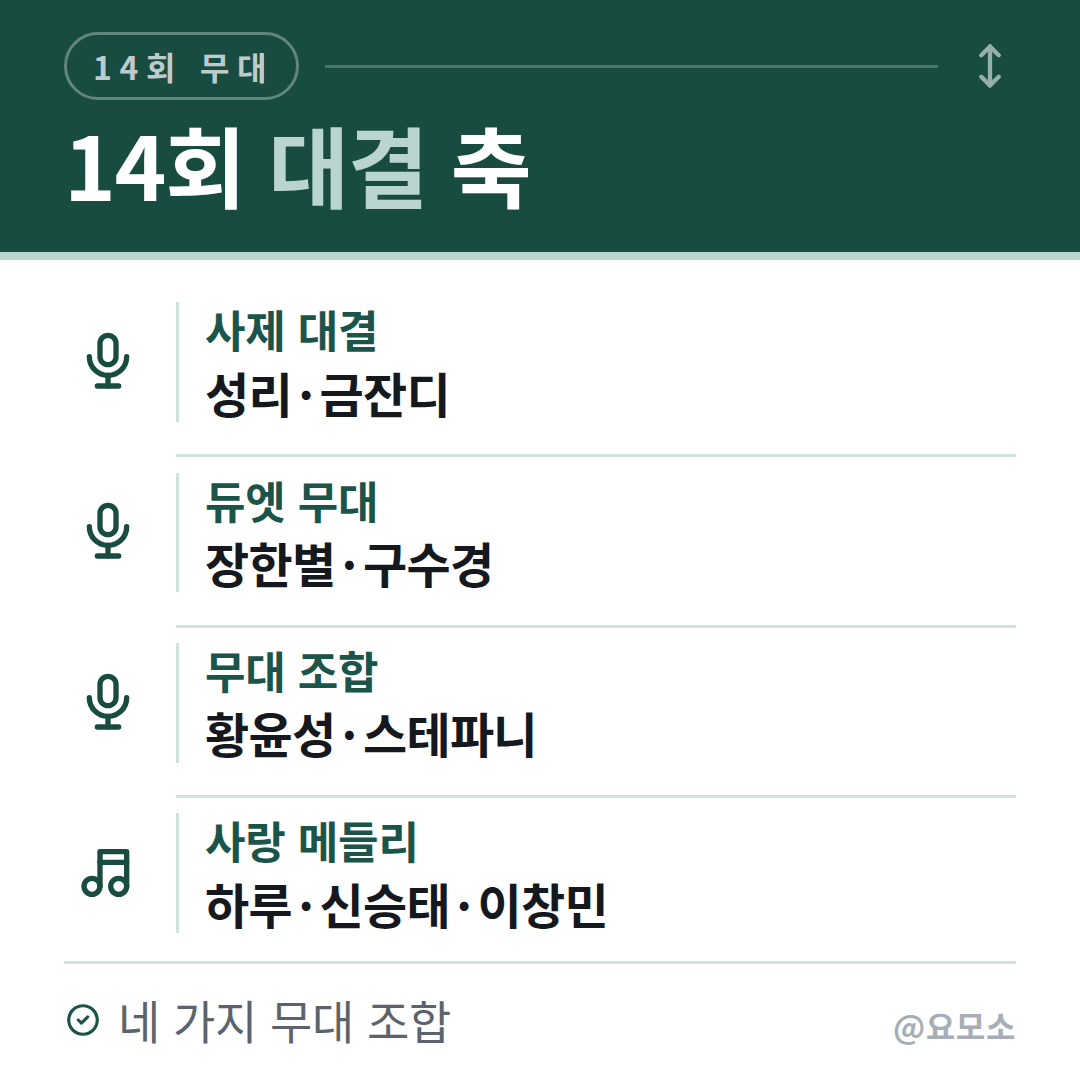 14회 무대
14회 대결 축
사제 대결
성리·금잔디
듀엣 무대
장한별·구수경
무대 조합
황윤성·스테파니
사랑 메들리
하루·신승태·이창민
네 가지 무대 조합
@요모소